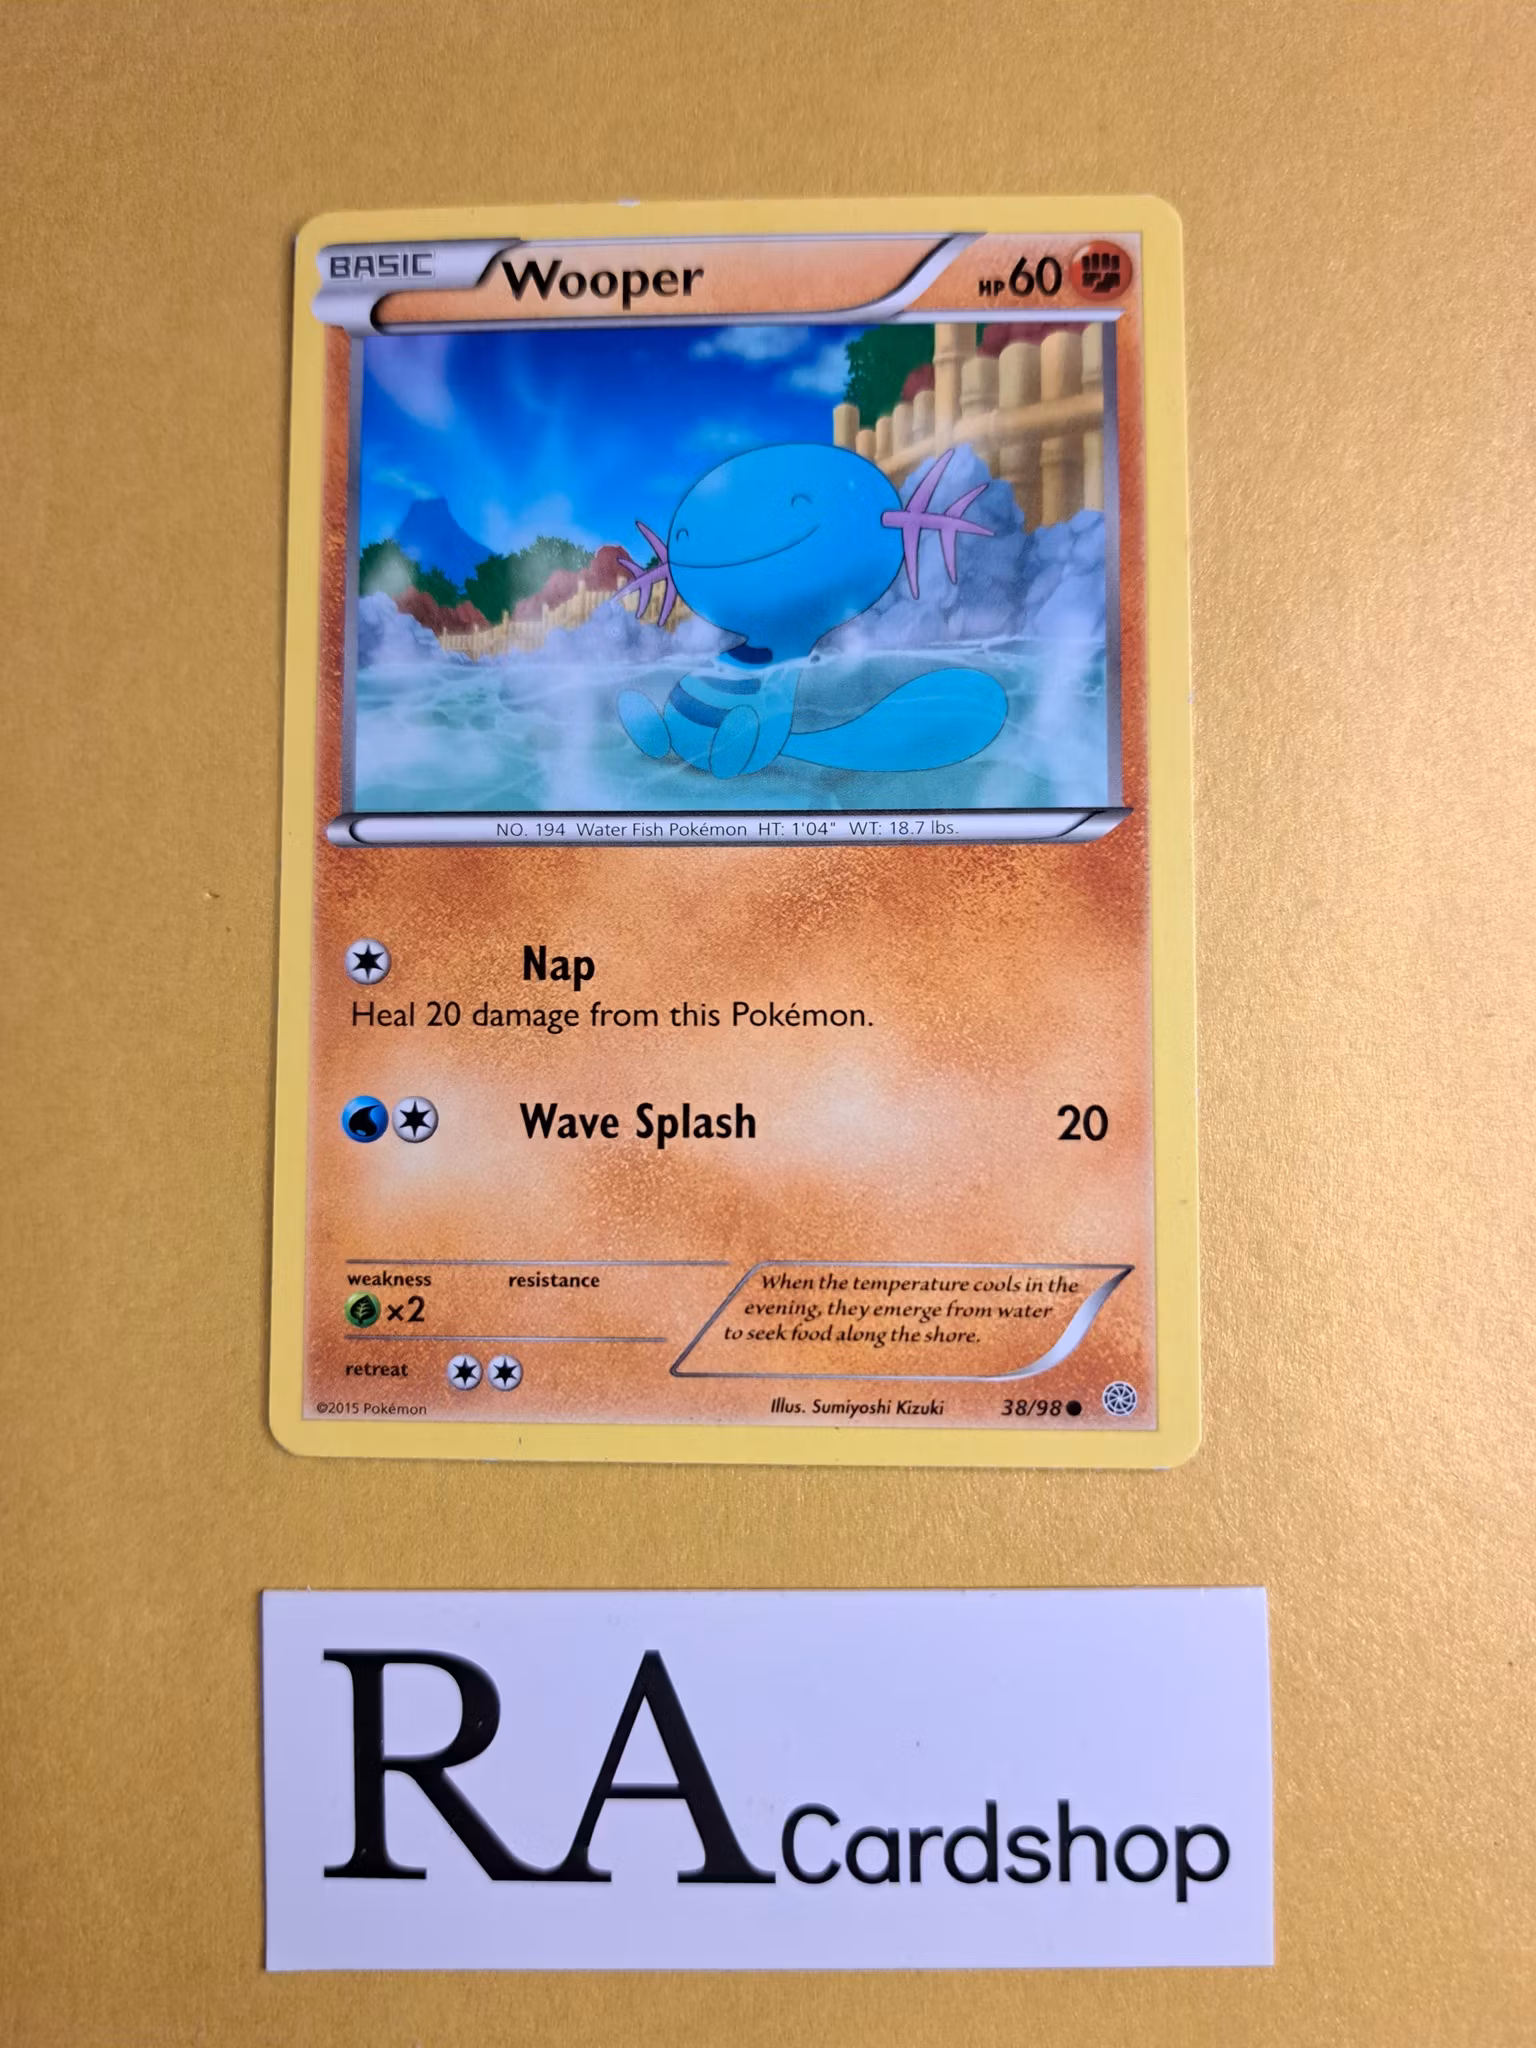 BASIC Wooper HP60
NO. 194 Water Fish Pokémon HT: 1'04" WT: 18.7 lbs.
Nap
Heal 20 damage from this Pokémon.
Wave Splash 20
weakness resistance
×2
retreat
When the temperature cools in the
evening, they emerge from water
to seek food along the shore.
©2015 Pokémon Illus. Sumiyoshi Kizuki 38/98
RA Cardshop